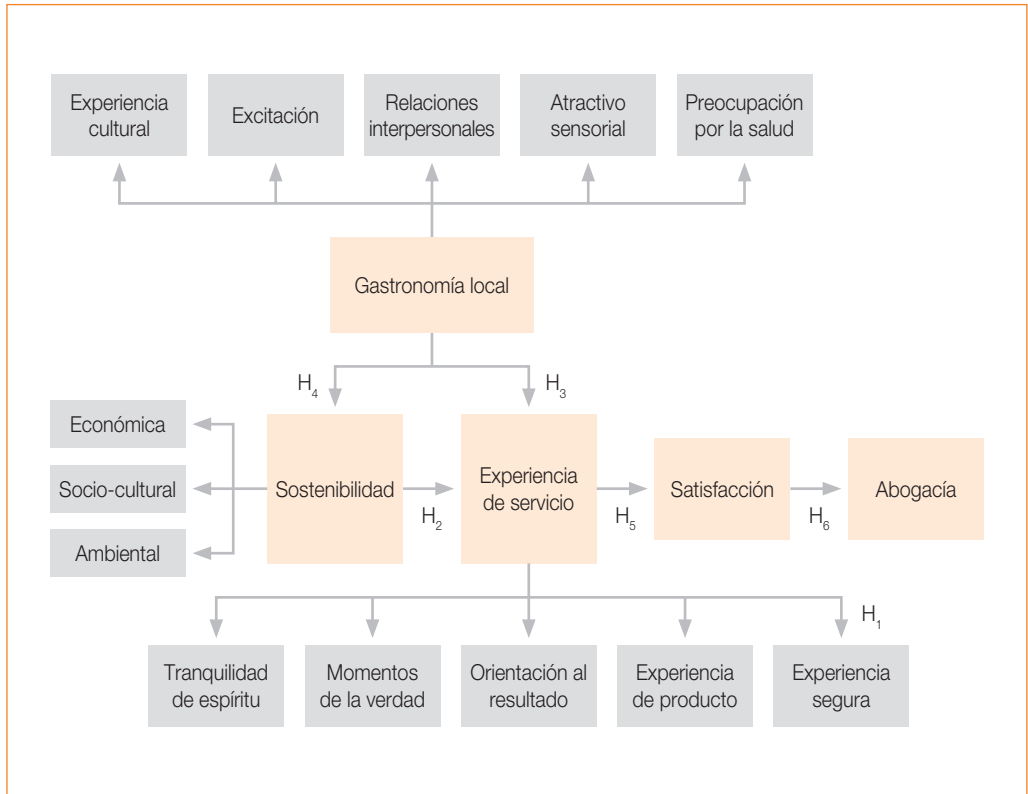 Experiencia
cultural
Excitación
Relaciones
interpersonales
Atractivo
sensorial
Preocupación
por la salud
Gastronomía local
H₄
H₃
Económica
Socio-cultural
Ambiental
Sostenibilidad
H₂
Experiencia
de servicio
H₅
Satisfacción
H₆
Abogacía
H₁
Tranquilidad
de espíritu
Momentos
de la verdad
Orientación al
resultado
Experiencia
de producto
Experiencia
segura